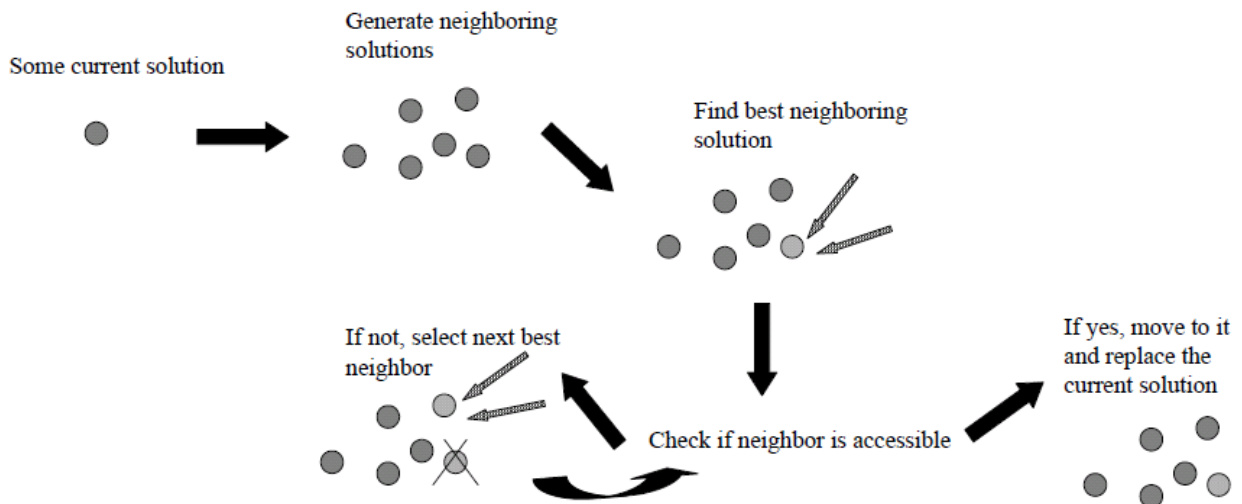 Some current solution
Generate neighboring
solutions
Find best neighboring
solution
Check if neighbor is accessible
If not, select next best
neighbor
If yes, move to it
and replace the
current solution